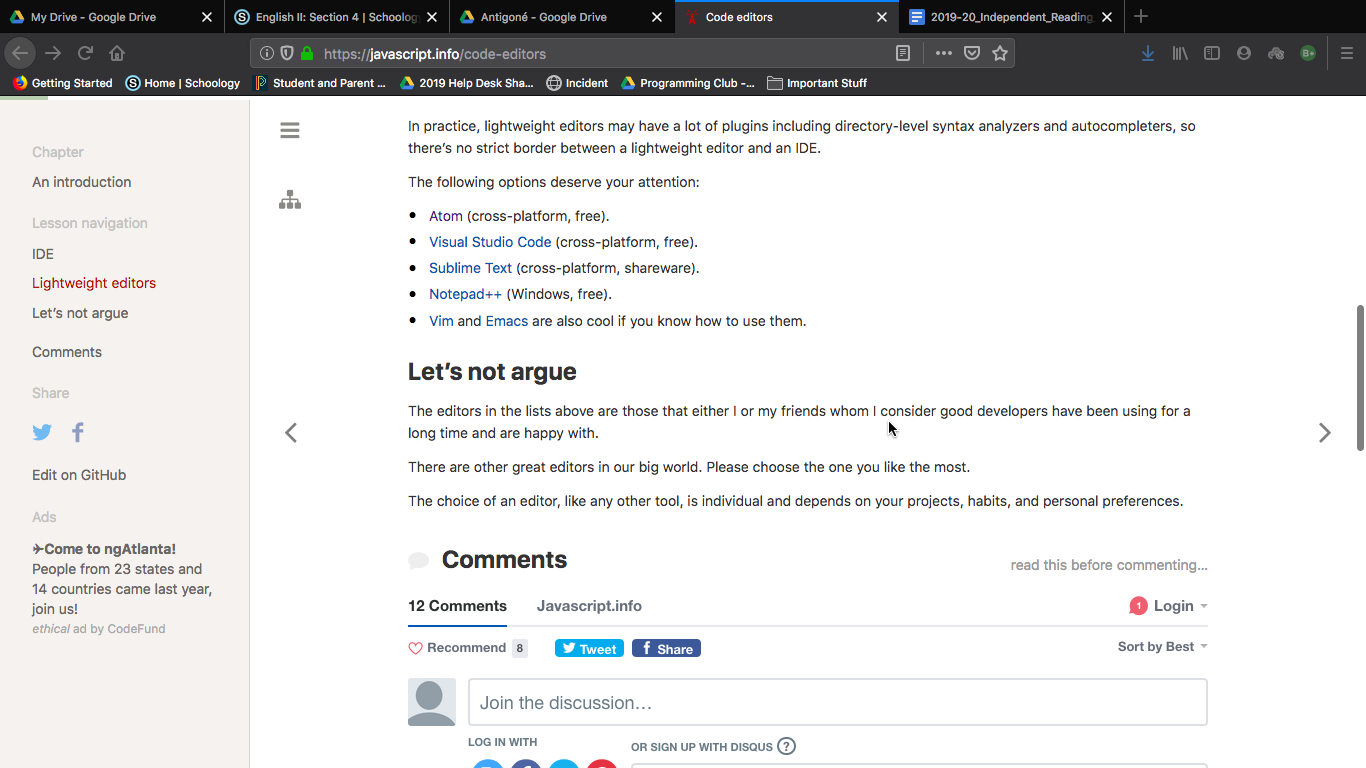 My Drive - Google Drive
English II: Section 4 | Schoology
Antigoné - Google Drive
Code editors
2019-20_Independent_Reading
https://javascript.info/code-editors
Getting Started
Home | Schoology
Student and Parent ...
2019 Help Desk Sha...
Incident
Programming Club -...
Important Stuff
B+
Chapter
An introduction
Lesson navigation
IDE
Lightweight editors
Let's not argue
Comments
Share
Edit on GitHub
Ads
✈Come to ngAtlanta!
People from 23 states and
14 countries came last year,
join us!
ethical ad by CodeFund
In practice, lightweight editors may have a lot of plugins including directory-level syntax analyzers and autocompleters, so
there's no strict border between a lightweight editor and an IDE.
The following options deserve your attention:
• Atom (cross-platform, free).
• Visual Studio Code (cross-platform, free).
• Sublime Text (cross-platform, shareware).
• Notepad++ (Windows, free).
• Vim and Emacs are also cool if you know how to use them.
Let's not argue
The editors in the lists above are those that either I or my friends whom I consider good developers have been using for a
long time and are happy with.
There are other great editors in our big world. Please choose the one you like the most.
The choice of an editor, like any other tool, is individual and depends on your projects, habits, and personal preferences.
Comments
read this before commenting...
12 Comments
Javascript.info
1 Login
Recommend 8
Tweet
f Share
Sort by Best
Join the discussion...
LOG IN WITH
OR SIGN UP WITH DISQUS ?